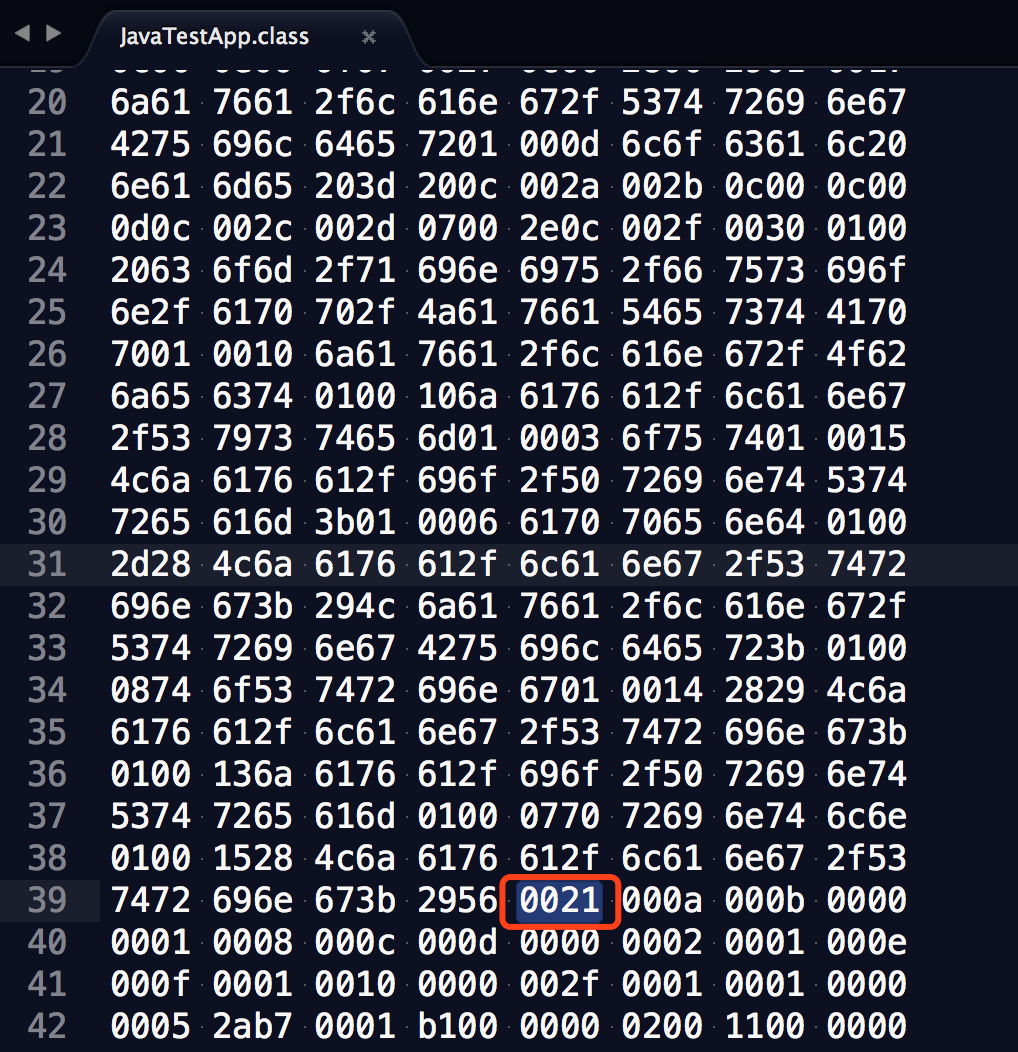 JavaTestApp.class
20 6a61 7661 2f6c 616e 672f 5374 7269 6e67
21 4275 696c 6465 7201 000d 6c6f 6361 6c20
22 6e61 6d65 203d 200c 002a 002b 0c00 0c00
23 0d0c 002c 002d 0700 2e0c 002f 0030 0100
24 2063 6f6d 2f71 696e 6975 2f66 7573 696f
25 6e2f 6170 702f 4a61 7661 5465 7374 4170
26 7001 0010 6a61 7661 2f6c 616e 672f 4f62
27 6a65 6374 0100 106a 6176 612f 6c61 6e67
28 2f53 7973 7465 6d01 0003 6f75 7401 0015
29 4c6a 6176 612f 696f 2f50 7269 6e74 5374
30 7265 616d 3b01 0006 6170 7065 6e64 0100
31 2d28 4c6a 6176 612f 6c61 6e67 2f53 7472
32 696e 673b 294c 6a61 7661 2f6c 616e 672f
33 5374 7269 6e67 4275 696c 6465 723b 0100
34 0874 6f53 7472 696e 6701 0014 2829 4c6a
35 6176 612f 6c61 6e67 2f53 7472 696e 673b
36 0100 136a 6176 612f 696f 2f50 7269 6e74
37 5374 7265 616d 0100 0770 7269 6e74 6c6e
38 0100 1528 4c6a 6176 612f 6c61 6e67 2f53
39 7472 696e 673b 2956 0021 000a 000b 0000
40 0001 0008 000c 000d 0000 0002 0001 000e
41 000f 0001 0010 0000 002f 0001 0001 0000
42 0005 2ab7 0001 b100 0000 0200 1100 0000